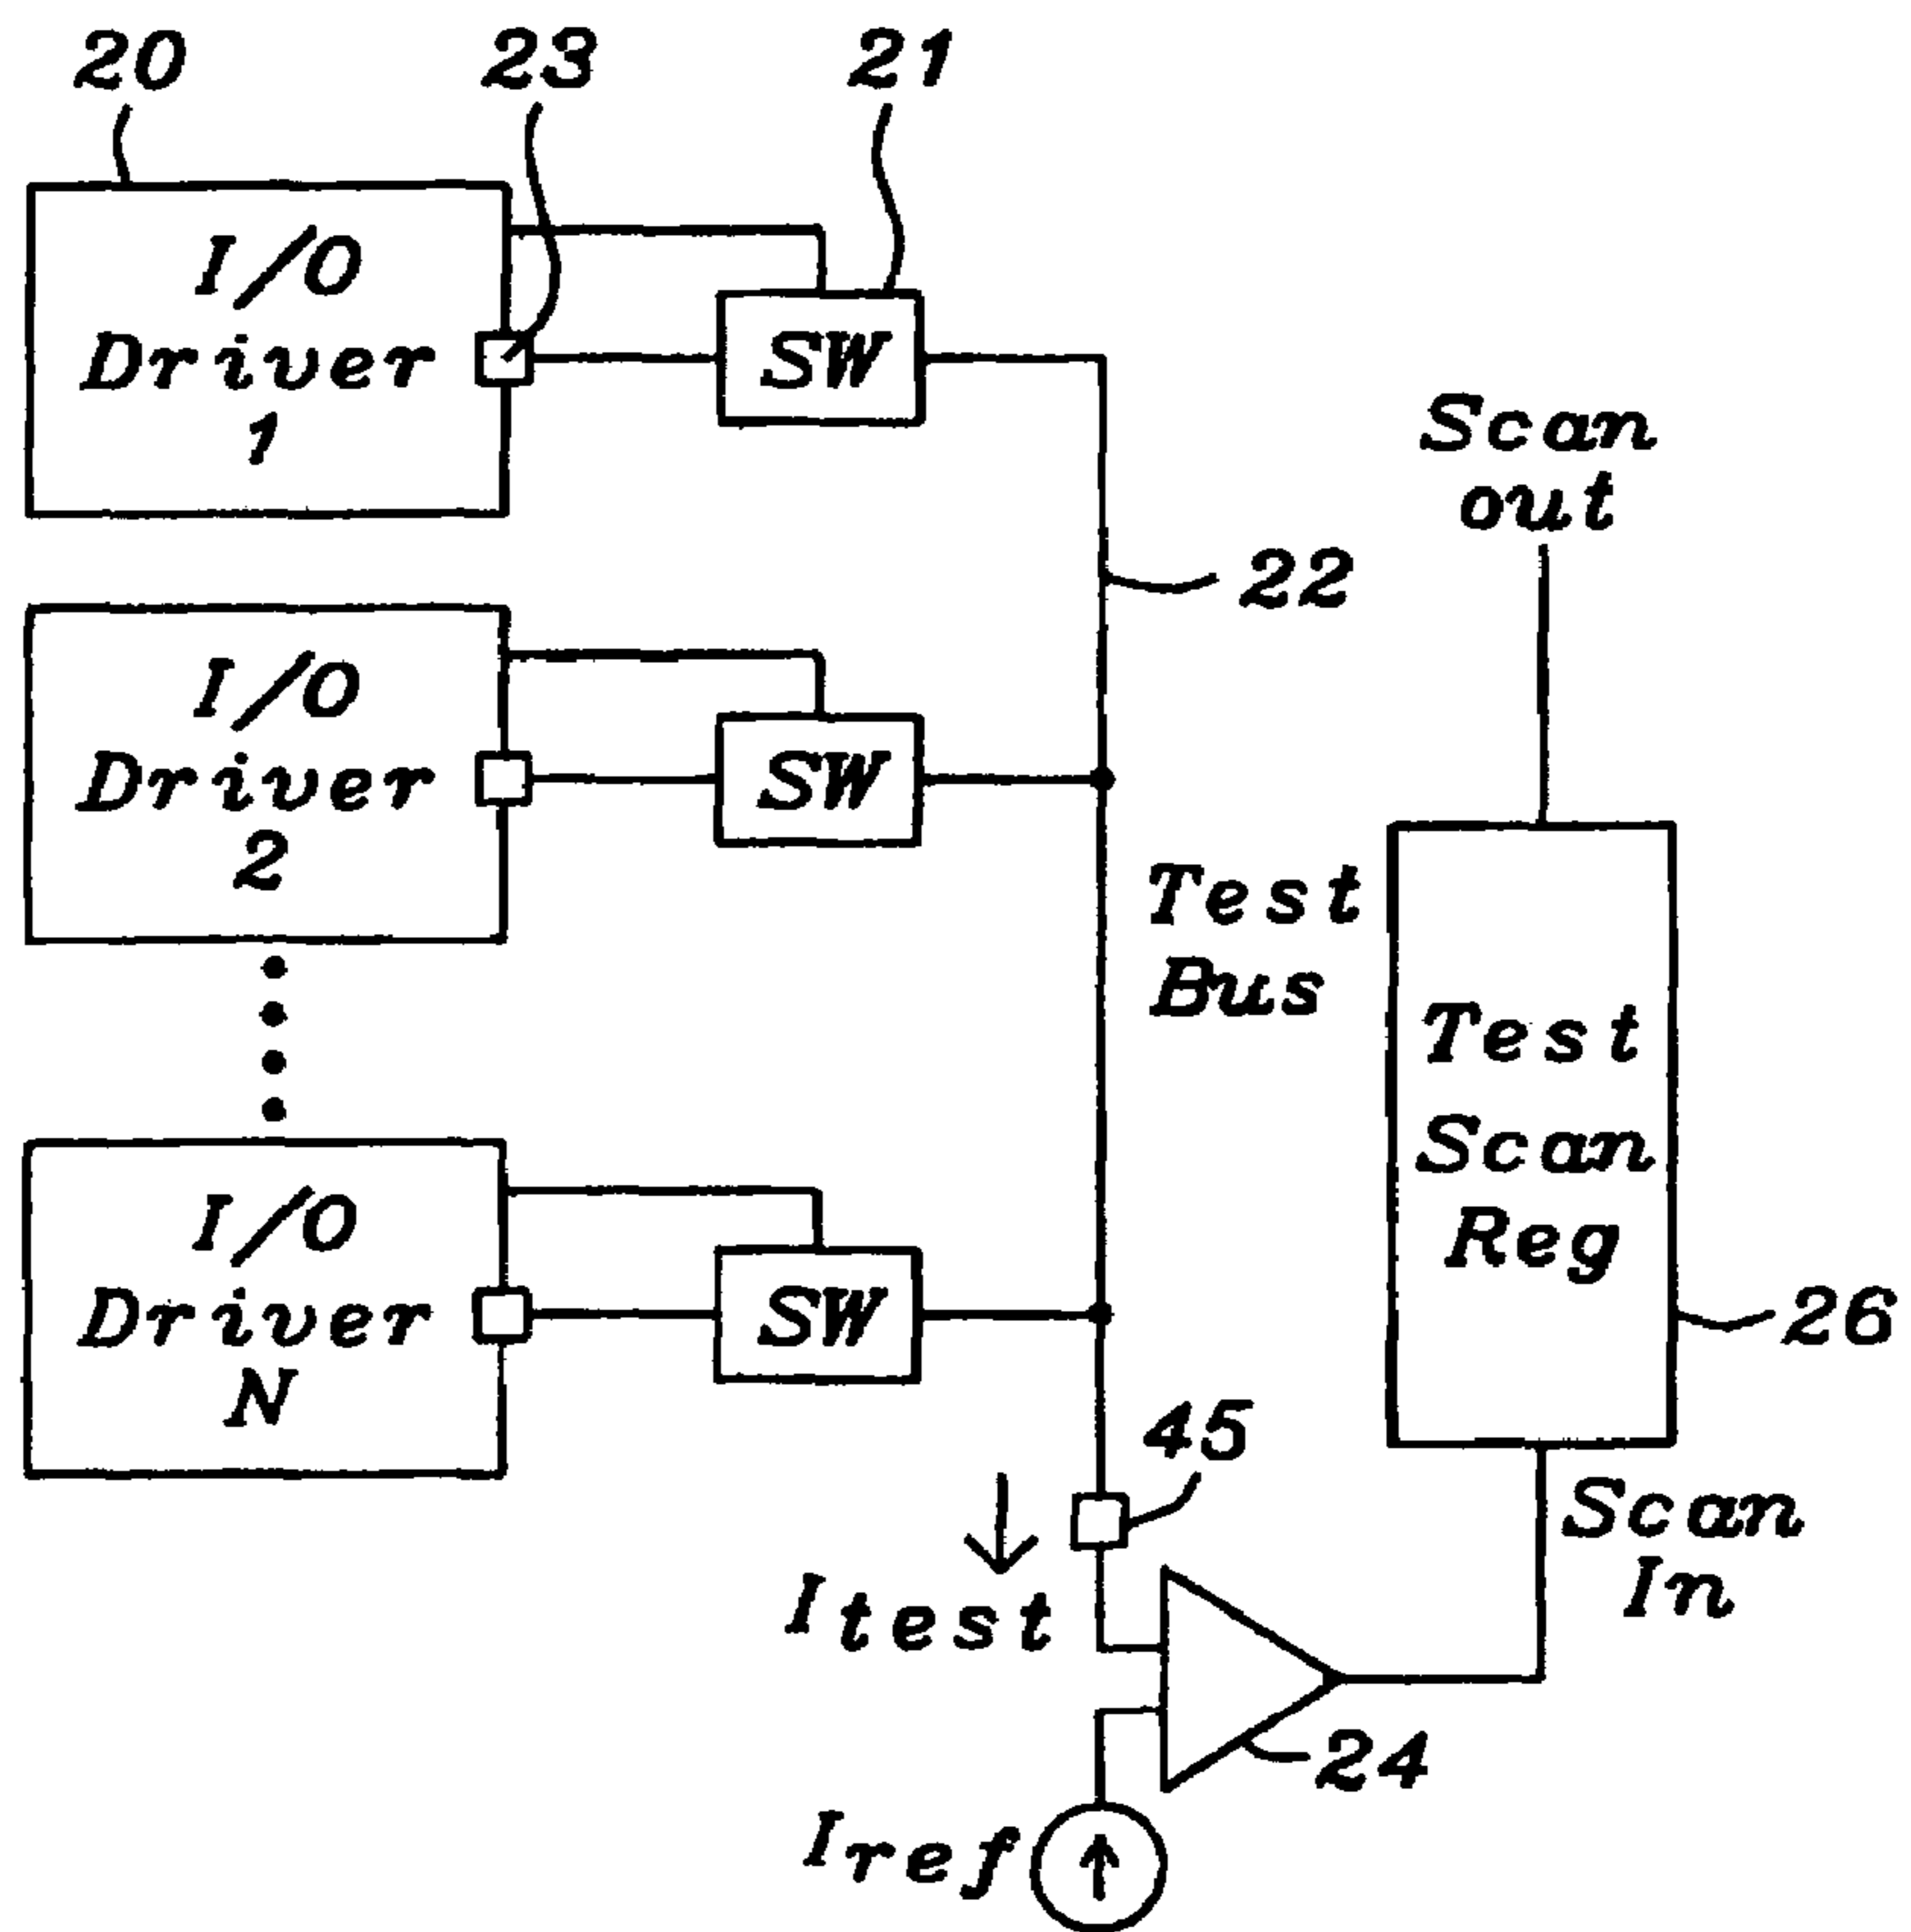 20
23
21
I/O
Driver
1
SW
Scan
out
22
I/O
Driver
2
SW
Test
Bus
Test
Scan
Reg
I/O
Driver
N
SW
26
45
Scan
In
Itest
24
Iref